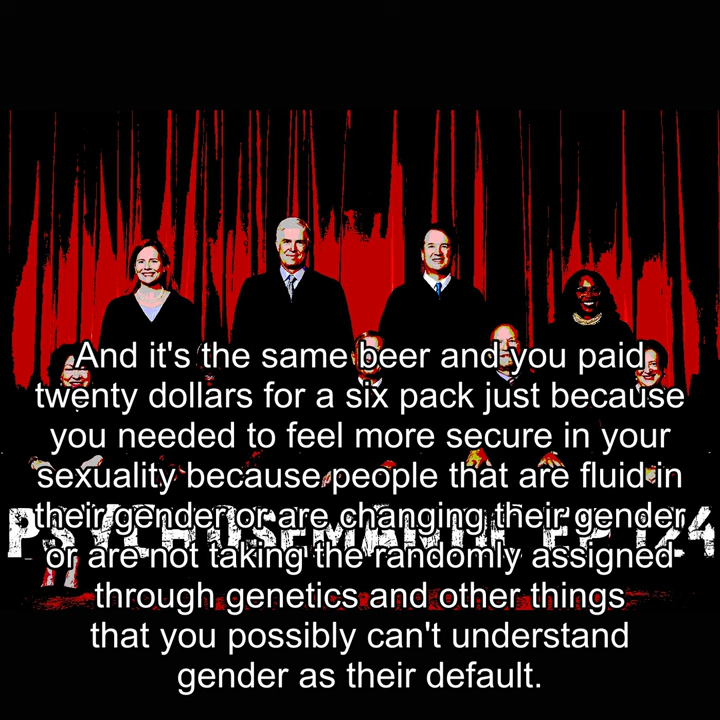 And it's the same beer and you paid
twenty dollars for a six pack just because
you needed to feel more secure in your
sexuality because people that are fluid in
their gender or are changing their gender
PSYCHOSEMANTIC EP.124
or are not taking the randomly assigned
through genetics and other things
that you possibly can't understand
gender as their default.